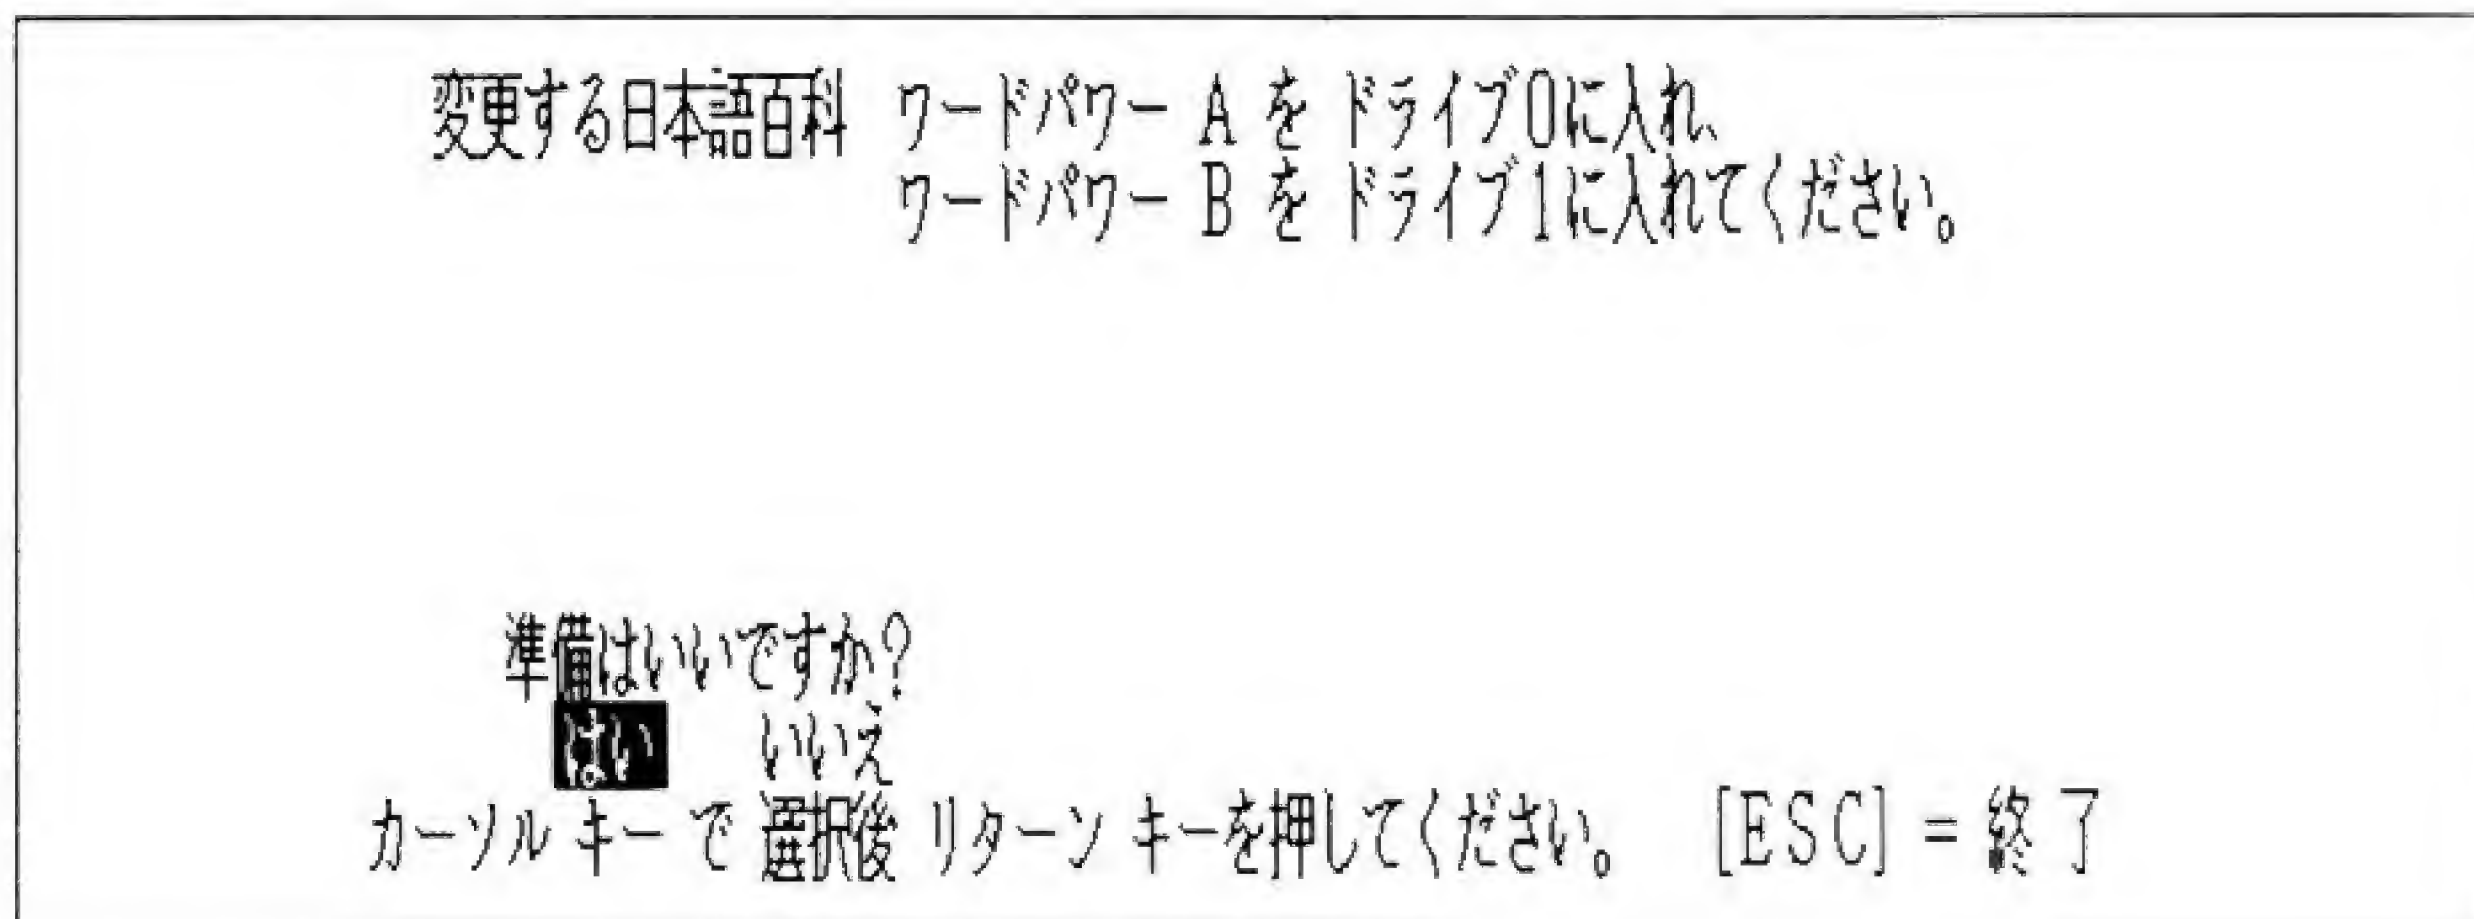 変更する日本語百科 ワードパワー A を ドライブ0に入れ、
ワードパワー B を ドライブ1に入れてください。
準備はいいですか?
はい いいえ
カーソル キー で 選択後 リターン キーを押してください。 [ESC] = 終了